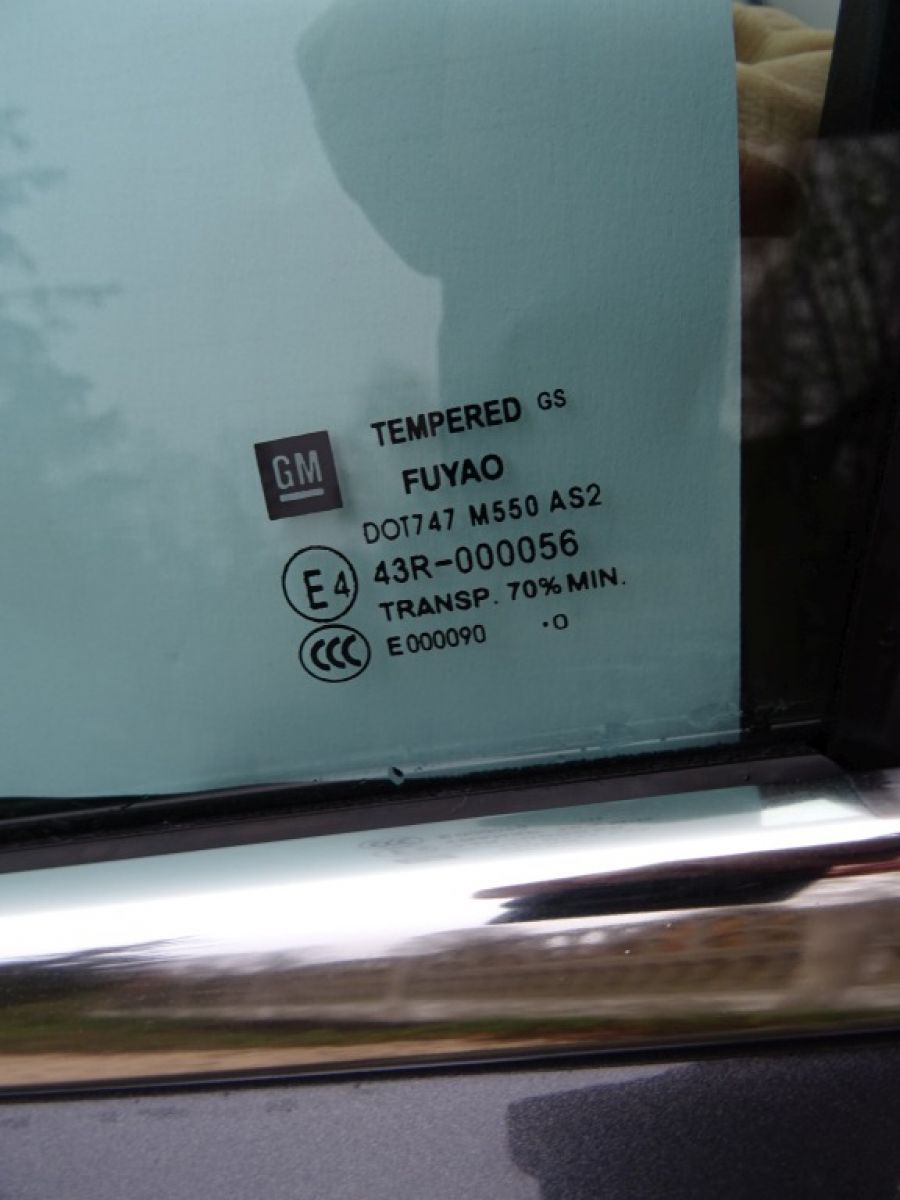 TEMPERED GS
GM
FUYAO
DOT747 M550 AS2
E4 43R-000056
TRANSP. 70% MIN.
CCC E000090 ·O